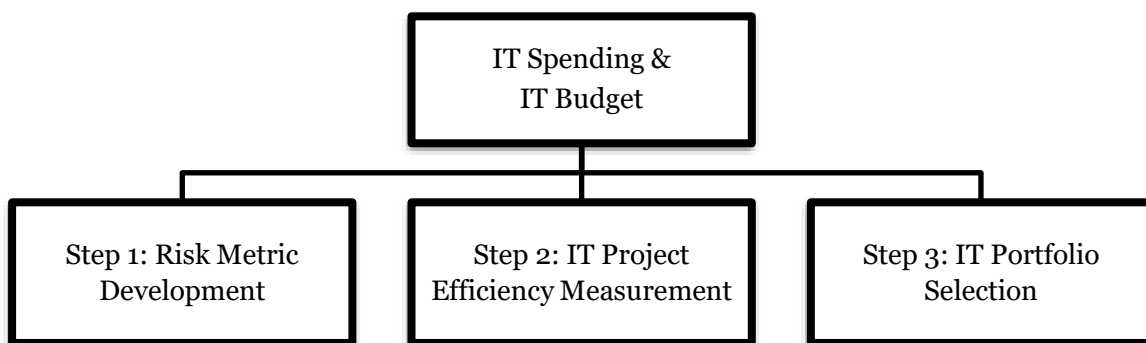 IT Spending &
IT Budget
Step 1: Risk Metric
Development
Step 2: IT Project
Efficiency Measurement
Step 3: IT Portfolio
Selection